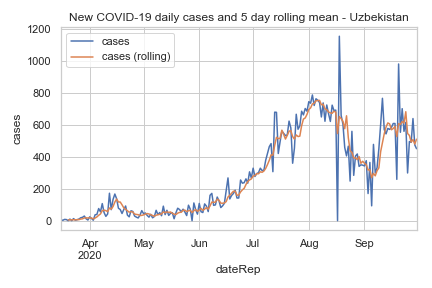 New COVID-19 daily cases and 5 day rolling mean - Uzbekistan
cases
cases (rolling)
1200
1000
800
600
400
200
0
cases
Apr
2020
May
Jun
Jul
Aug
Sep
dateRep